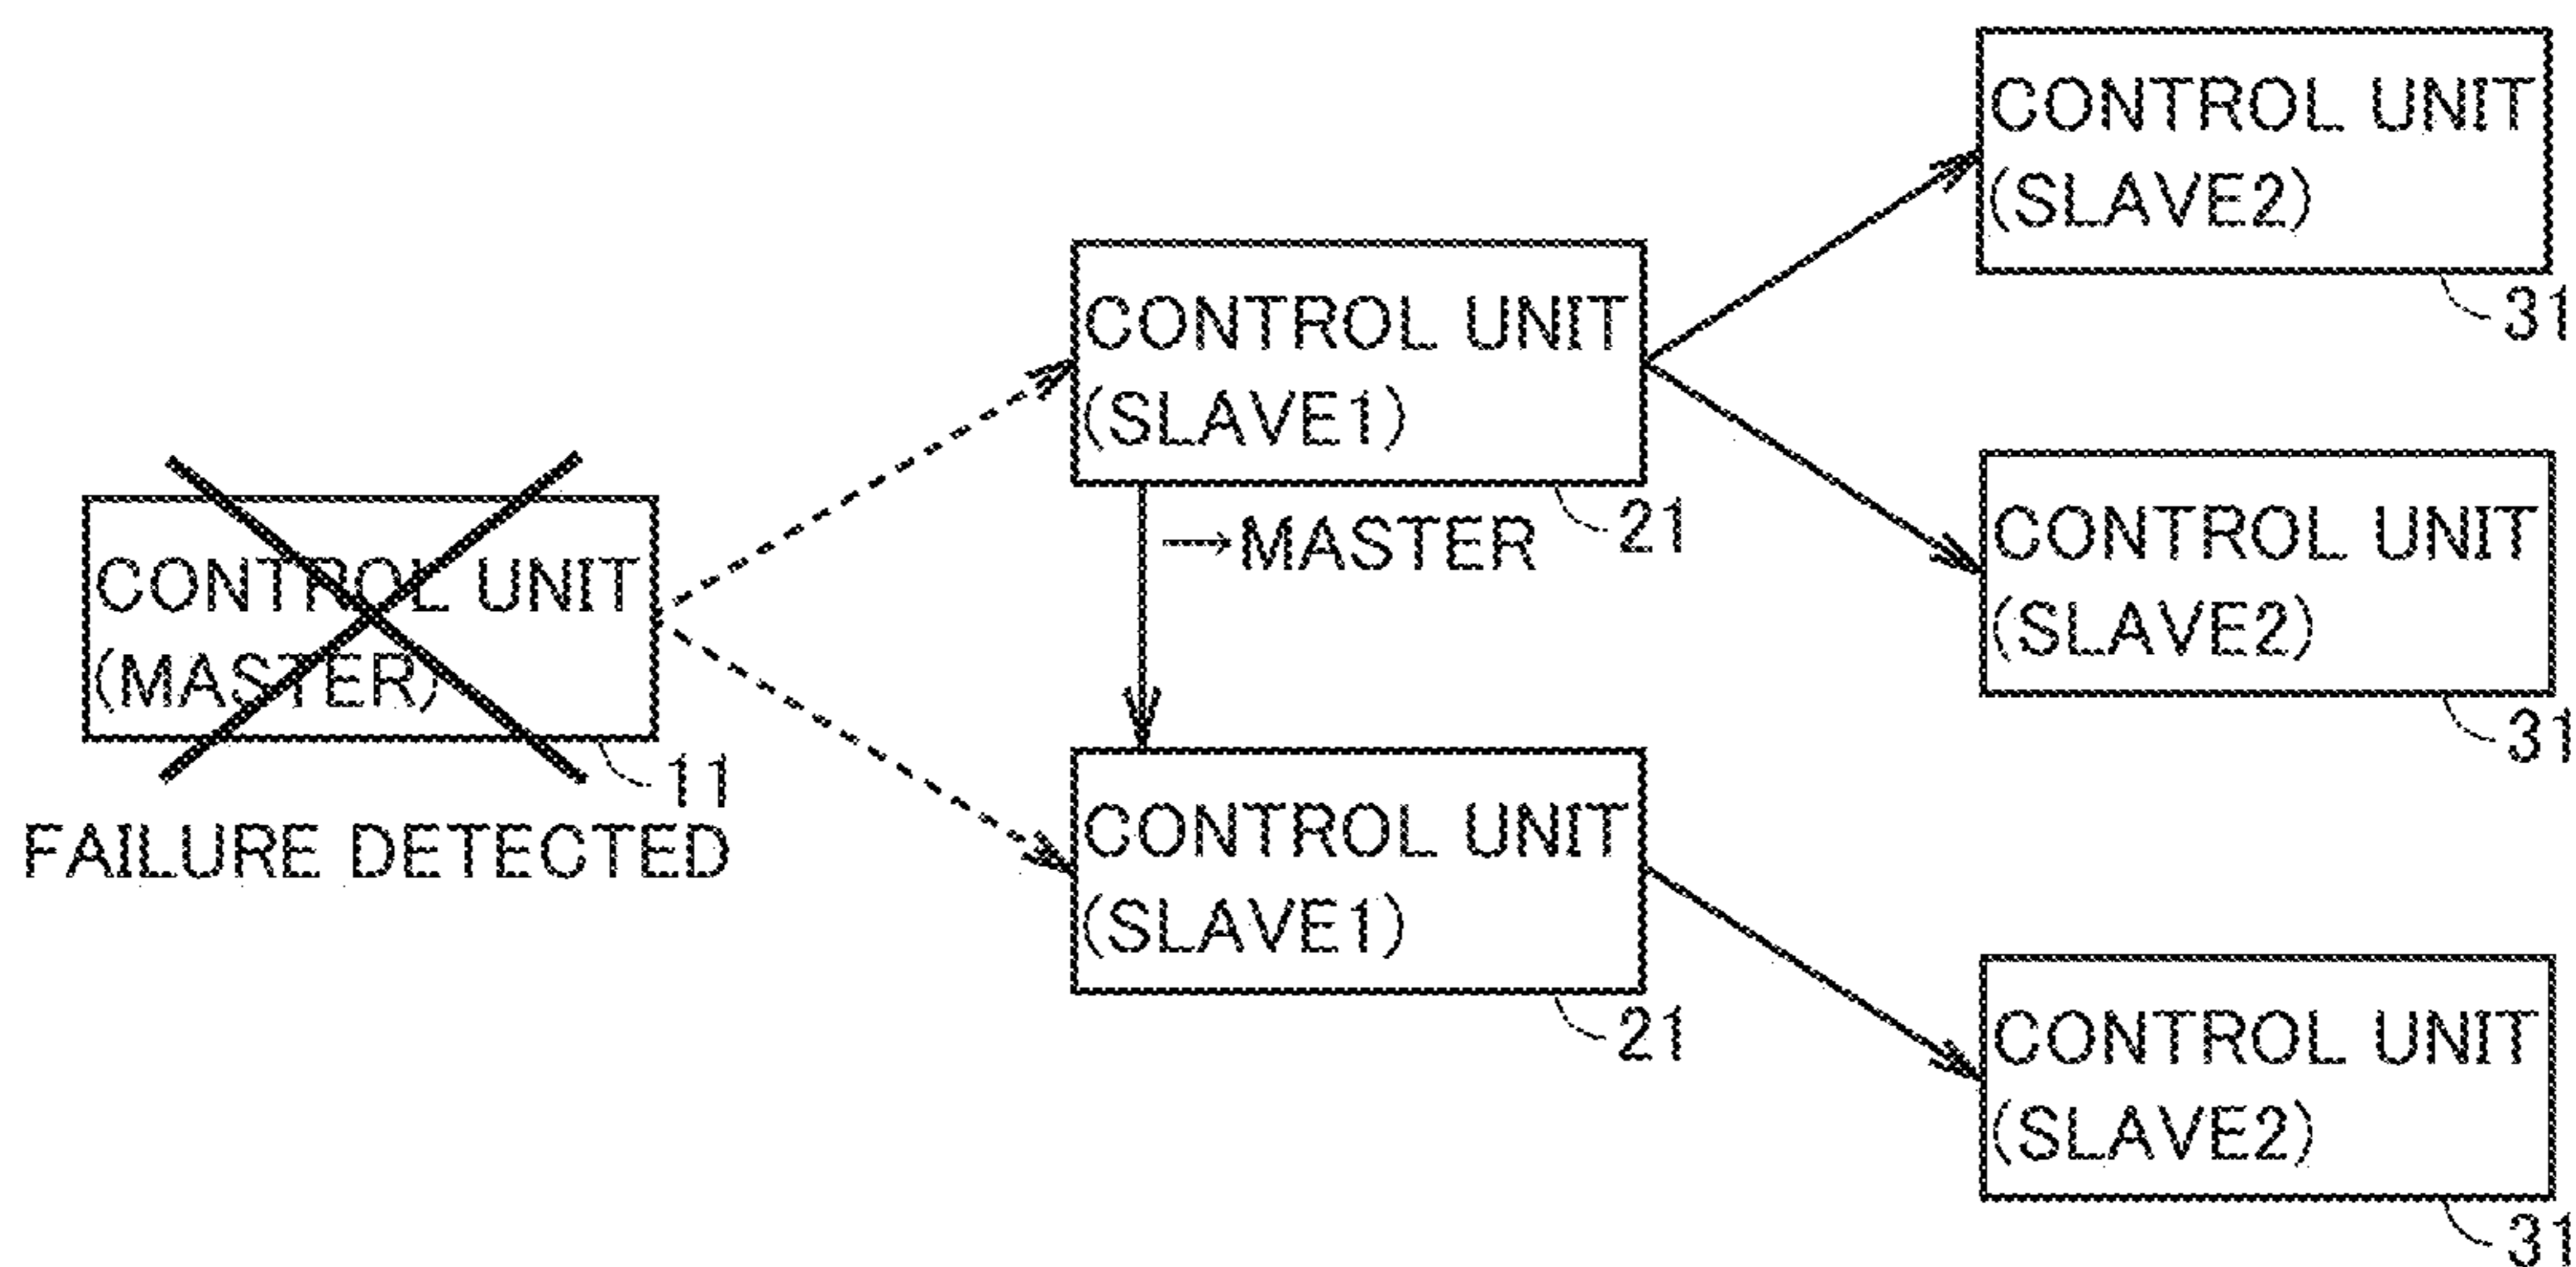 CONTROL UNIT
(MASTER)
11
FAILURE DETECTED
CONTROL UNIT
(SLAVE1)
21
→MASTER
CONTROL UNIT
(SLAVE1)
21
CONTROL UNIT
(SLAVE2)
31
CONTROL UNIT
(SLAVE2)
31
CONTROL UNIT
(SLAVE2)
31